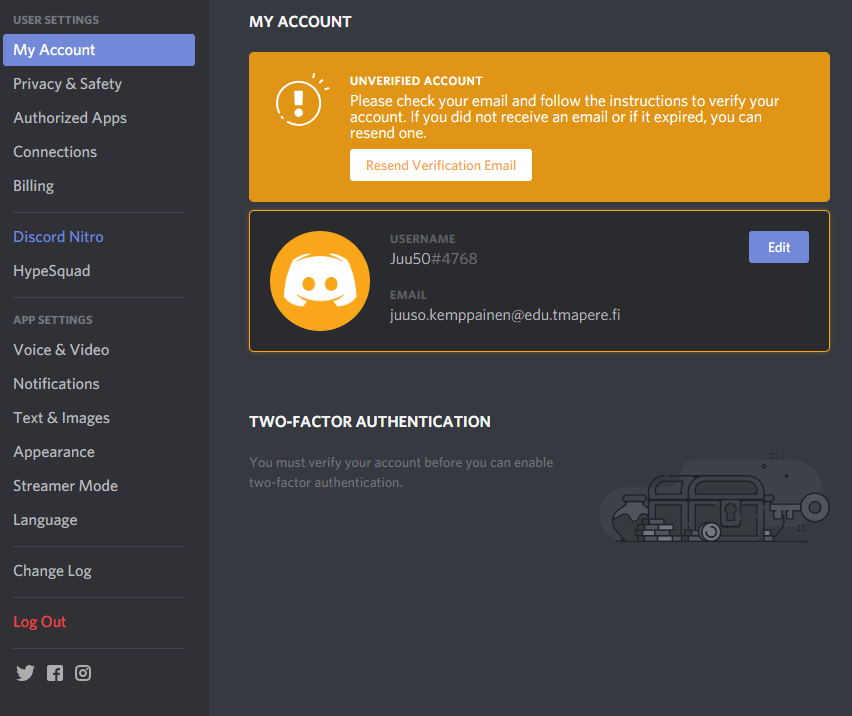 USER SETTINGS
My Account
Privacy & Safety
Authorized Apps
Connections
Billing
Discord Nitro
HypeSquad
APP SETTINGS
Voice & Video
Notifications
Text & Images
Appearance
Streamer Mode
Language
Change Log
Log Out
MY ACCOUNT
UNVERIFIED ACCOUNT
Please check your email and follow the instructions to verify your
account. If you did not receive an email or if it expired, you can
resend one.
Resend Verification Email
USERNAME
Juu50#4768
Edit
EMAIL
juuso.kemppainen@edu.tmapere.fi
TWO-FACTOR AUTHENTICATION
You must verify your account before you can enable
two-factor authentication.